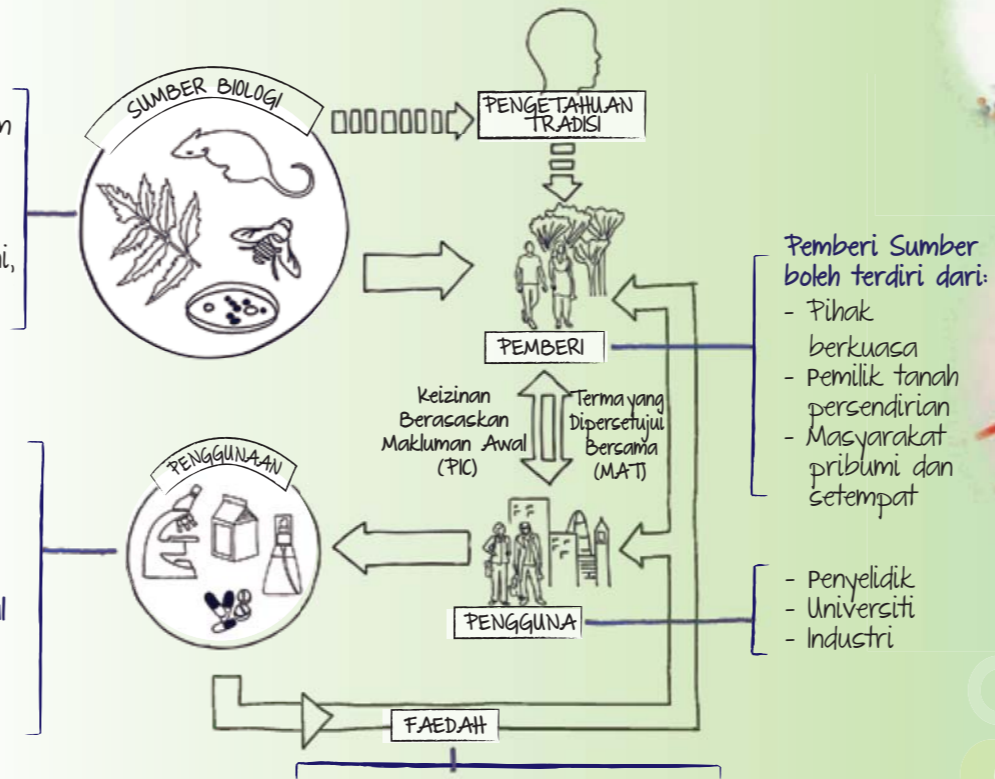 SUMBER BIOLOGI
PENGETAHUAN
TRADISI
PEMBERI
Keizinan
Berasaskan
Makluman Awal
(PIC)
Terma yang
Dipersetujui
Bersama
(MAT)
Pemberi Sumber
boleh terdiri dari:
- Pihak
berkuasa
- Pemilik tanah
persendirian
- Masyarakat
pribumi dan
setempat
PENGGUNAAN
PENGGUNA
- Penyelidik
- Universiti
- Industri
FAEDAH